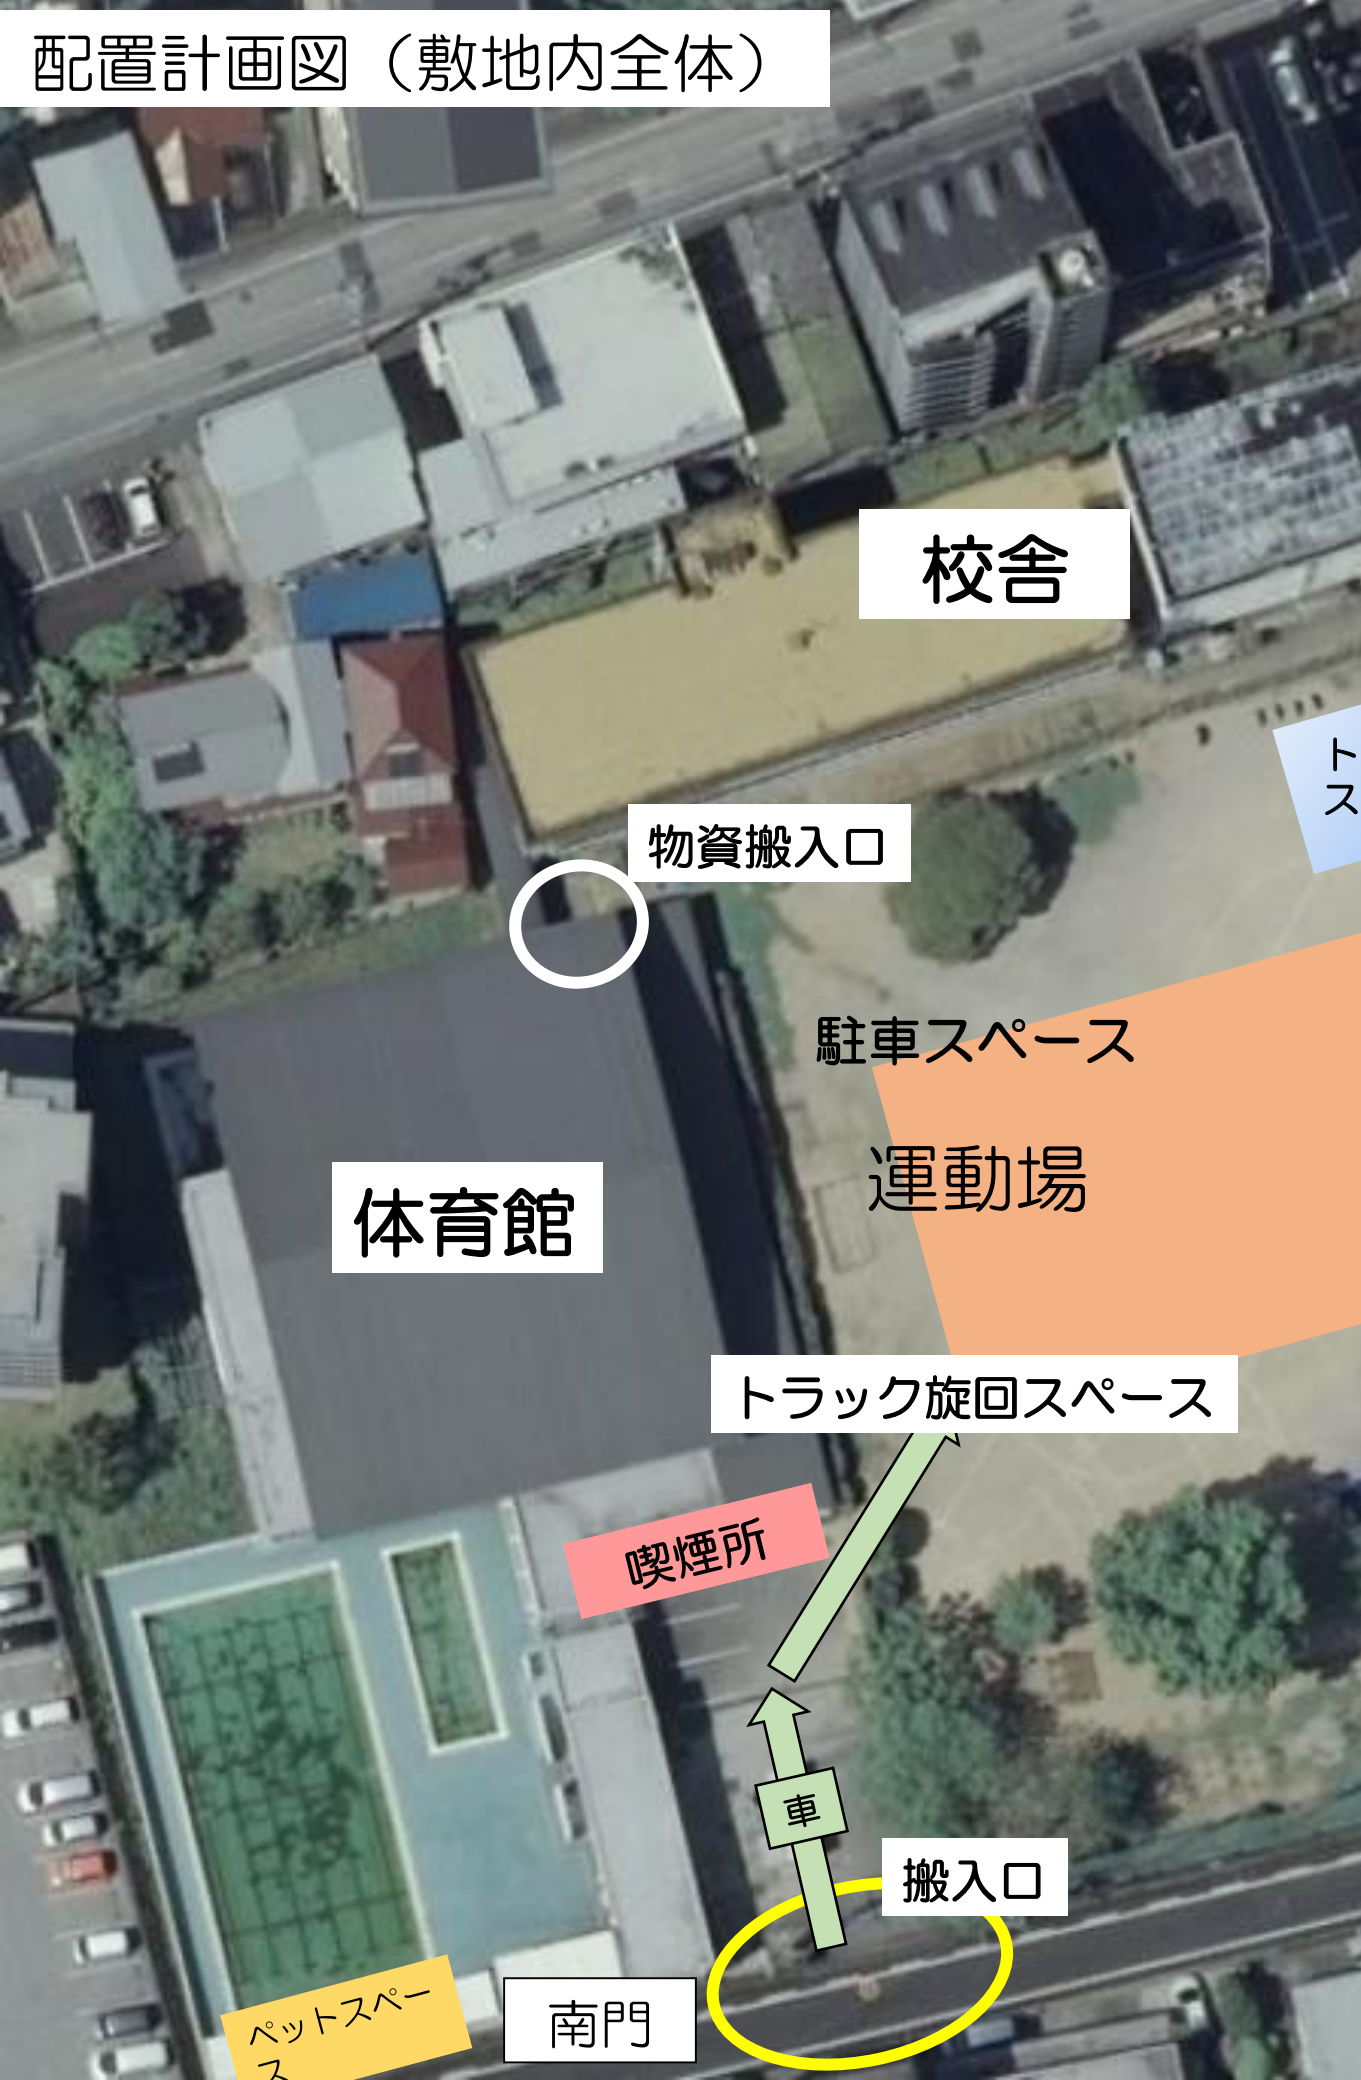 配置計画図（敷地内全体）
校舎
ト
ス
物資搬入口
駐車スペース
運動場
体育館
トラック旋回スペース
喫煙所
車
搬入口
ペットスペー
ス
南門